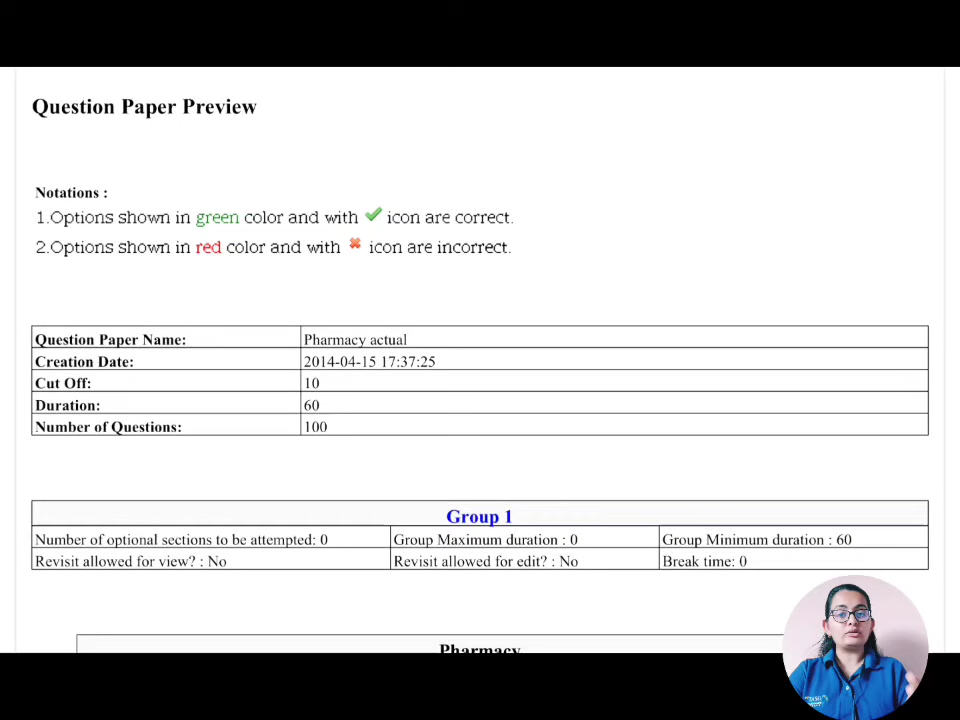 Question Paper Preview
Notations :
1.Options shown in green color and with icon are correct.
2.Options shown in red color and with icon are incorrect.
Question Paper Name: Pharmacy actual
Creation Date: 2014-04-15 17:37:25
Cut Off: 10
Duration: 60
Number of Questions: 100
Group 1
Number of optional sections to be attempted: 0 Group Maximum duration : 0 Group Minimum duration : 60
Revisit allowed for view? : No Revisit allowed for edit? : No Break time: 0
Pharmacy